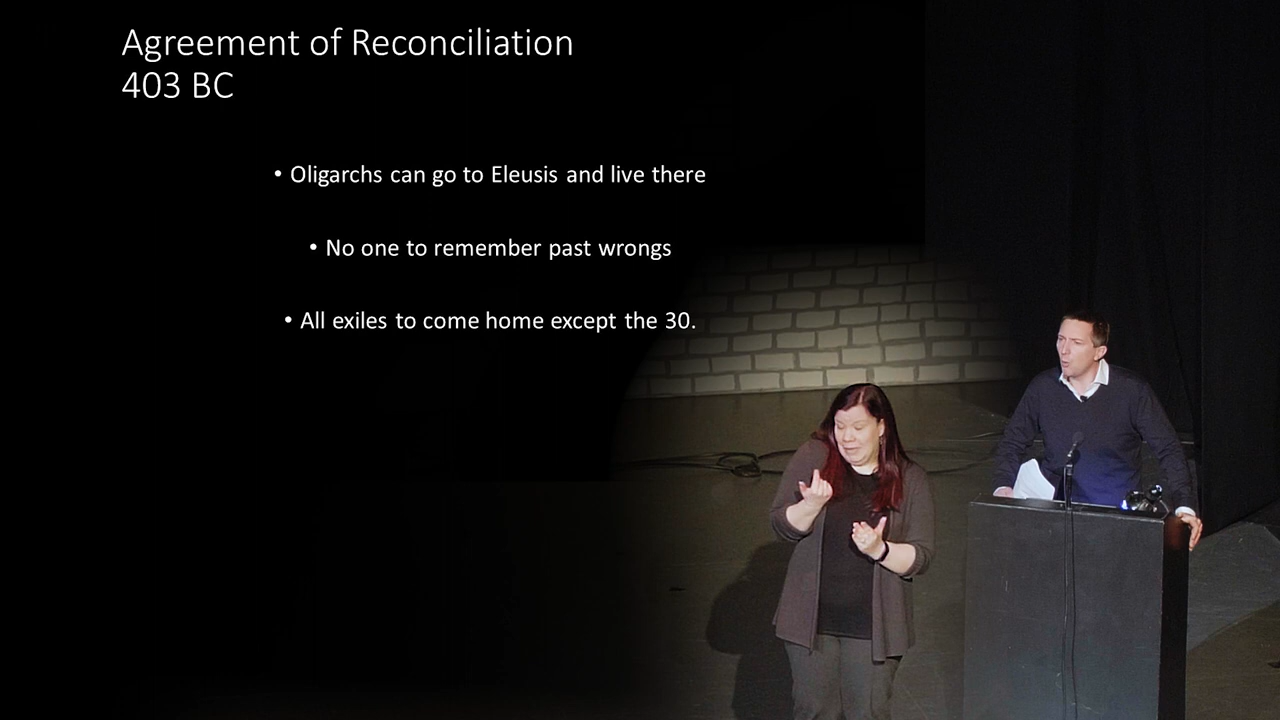 Agreement of Reconciliation
403 BC
• Oligarchs can go to Eleusis and live there
• No one to remember past wrongs
• All exiles to come home except the 30.